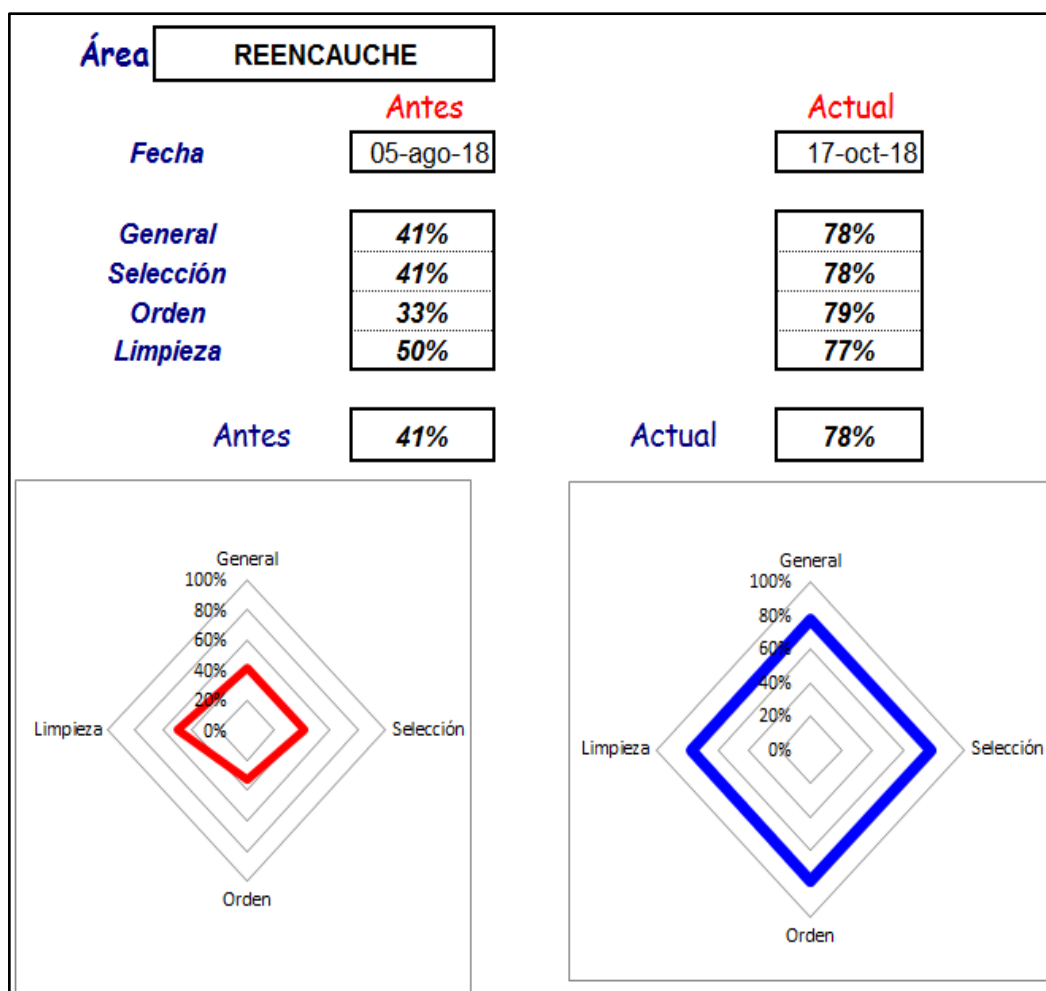 Área REENCAUCHE
Antes Actual
Fecha 05-ago-18 17-oct-18
General 41% 78%
Selección 41% 78%
Orden 33% 79%
Limpieza 50% 77%
Antes 41% Actual 78%
General
100%
80%
60%
40%
20%
0%
Limpieza
Selección
Orden
General
100%
80%
60%
40%
20%
0%
Limpieza
Selección
Orden